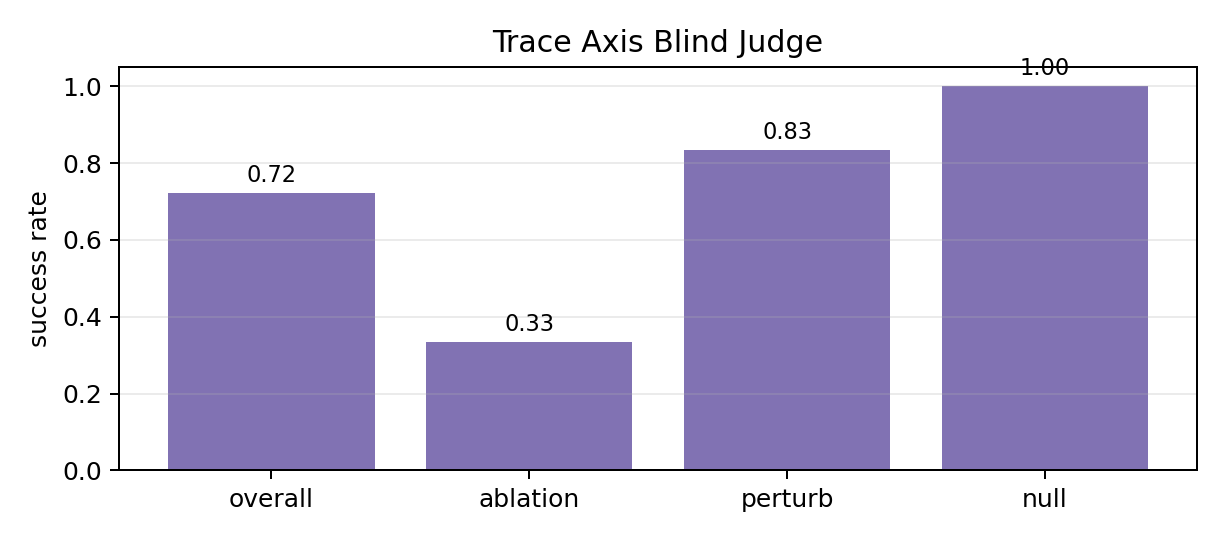 Trace Axis Blind Judge
success rate
1.0
0.8
0.6
0.4
0.2
0.0
0.72
0.33
0.83
1.00
overall
ablation
perturb
null